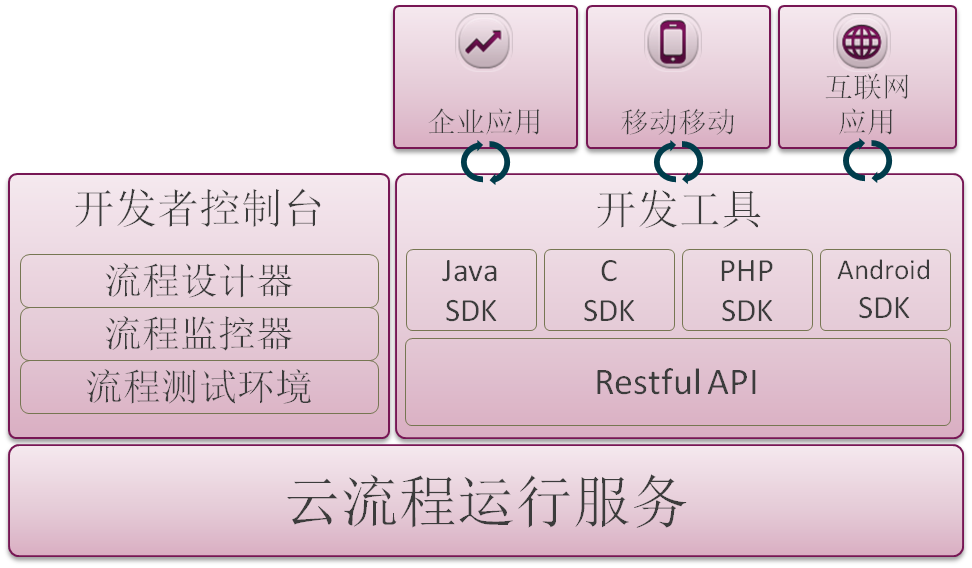 企业应用
移动移动
互联网
应用
开发者控制台
流程设计器
流程监控器
流程测试环境
开发工具
Java
SDK
C
SDK
PHP
SDK
Android
SDK
Restful API
云流程运行服务